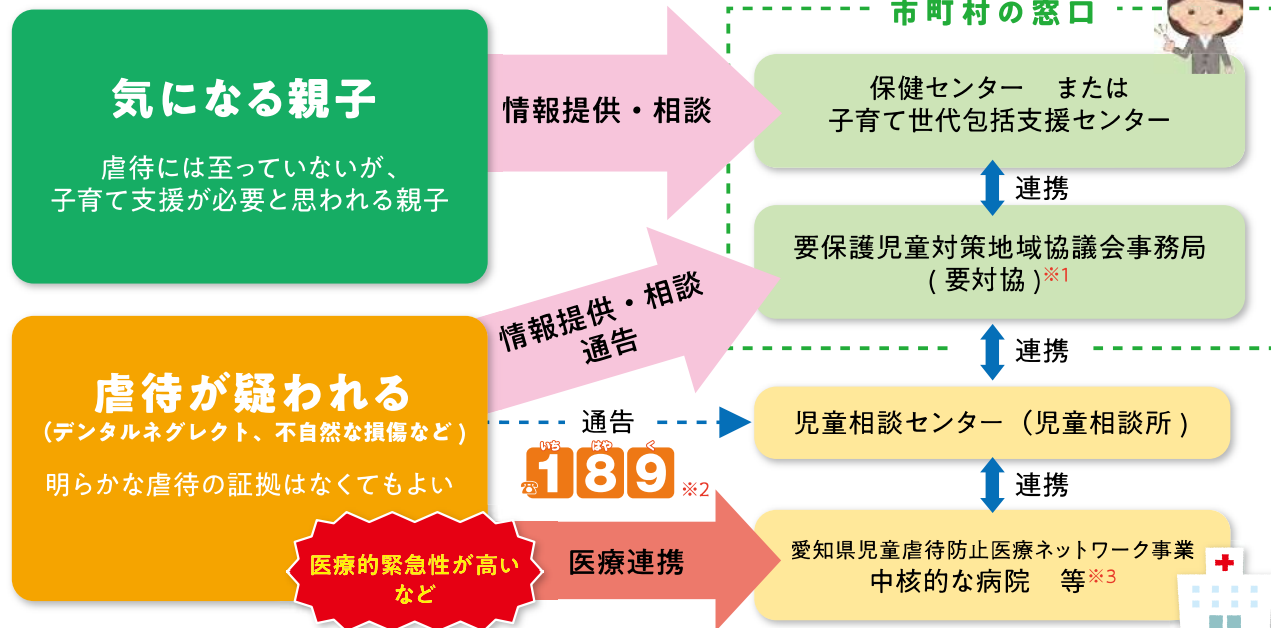 市町村の窓口
気になる親子
虐待には至っていないが、
子育て支援が必要と思われる親子
情報提供・相談
保健センター　または
子育て世代包括支援センター
連携
要保護児童対策地域協議会事務局
(要対協)※1
情報提供・相談
通告
連携
虐待が疑われる
(デンタルネグレクト、不自然な損傷など)
明らかな虐待の証拠はなくてもよい
通告
いち はや く
189 ※2
児童相談センター（児童相談所)
連携
医療的緊急性が高い
など
医療連携
愛知県児童虐待防止医療ネットワーク事業
中核的な病院　等※3